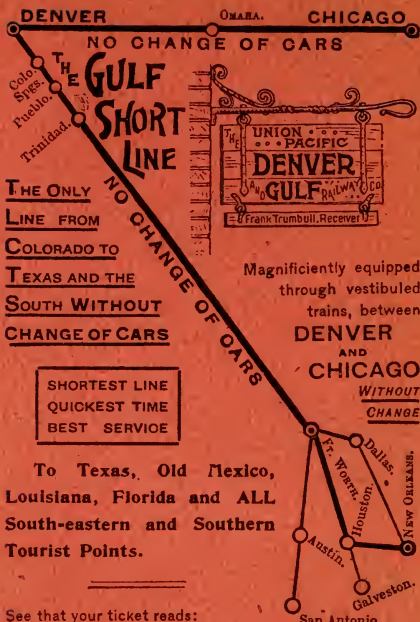 DENVER
OMAHA.
CHICAGO
NO CHANGE OF CARS
Colo. Spgs.
Pueblo.
Trinidad.
THE GULF
SHORT
LINE
THE UNION
PACIFIC
DENVER
AND GULF RAILWAY CO
Frank Trumbull, Receiver
THE ONLY
LINE FROM
COLORADO TO
TEXAS AND THE
SOUTH WITHOUT
CHANGE OF CARS
NO CHANGE OF CARS
Magnificiently equipped
through vestibuled
trains, between
DENVER
AND
CHICAGO
WITHOUT
CHANGE
SHORTEST LINE
QUICKEST TIME
BEST SERVICE
To Texas, Old Mexico,
Louisiana, Florida and ALL
South-eastern and Southern
Tourist Points.
FT. WORTH.
Dallas.
Houston.
NEW ORLEANS.
Austin.
Galveston.
San Antonio
See that your ticket reads: